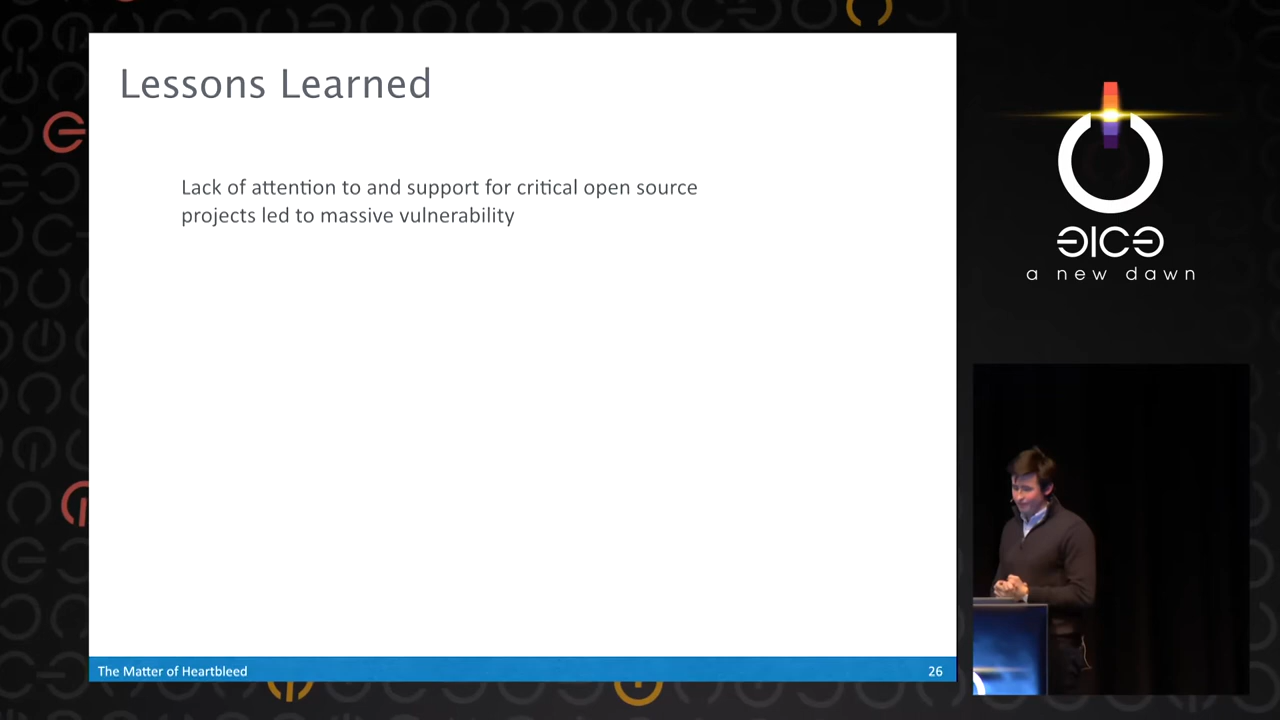 Lessons Learned
Lack of attention to and support for critical open source
projects led to massive vulnerability
The Matter of Heartbleed
26
a new dawn